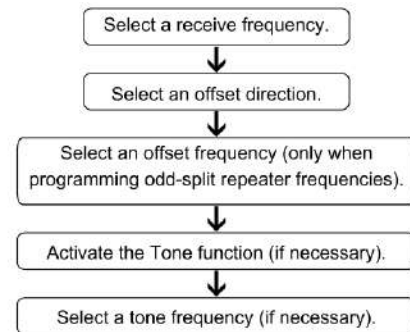 Select a receive frequency.
Select an offset direction.
Select an offset frequency (only when
programming odd-split repeater frequencies).
Activate the Tone function (if necessary).
Select a tone frequency (if necessary).